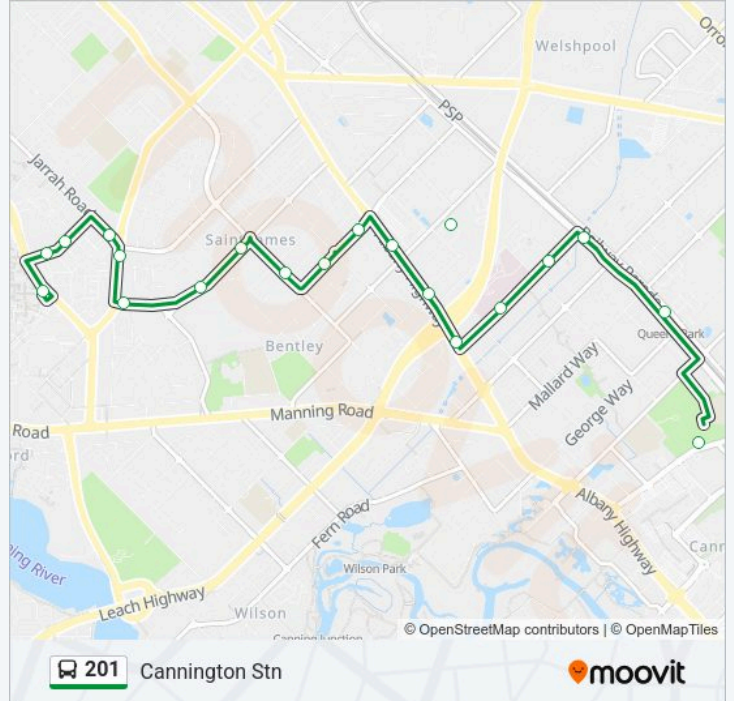 Welshpool
Orro
PSP
Jarrah Road
Saint James
Railway Parade
Queens Park
Bentley
Mallard Way
George Way
Manning Road
Road
Albany Highway
Fern Road
Cann
Wilson Park
ning River
Leach Highway
Wilson
Canning Junction
© OpenStreetMap contributors | © OpenMapTiles
201 Cannington Stn
moovit